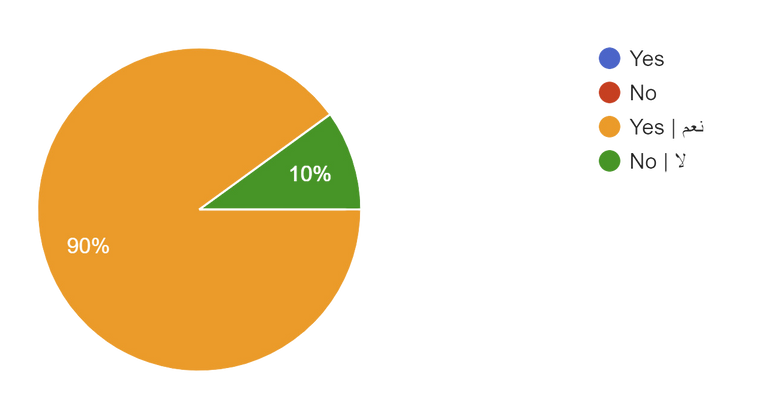 Yes
No
Yes | نعم
No | لا
10%
90%